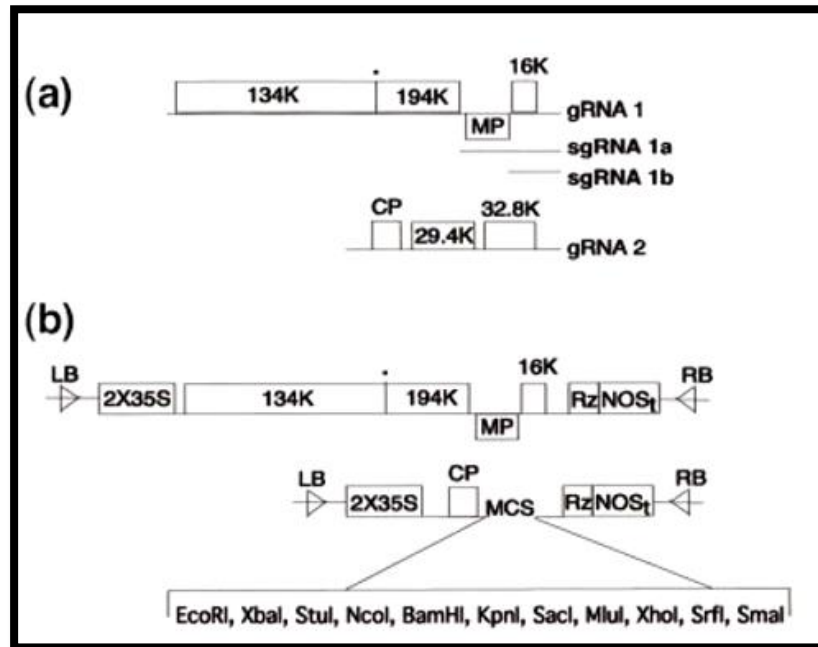 (a)
16K
134K
194K
gRNA 1
MP
sgRNA 1a
sgRNA 1b
CP
32.8K
29.4K
gRNA 2
(b)
LB
16K
RB
2X35S
134K
194K
Rz
NOSt
MP
LB
CP
RB
2X35S
MCS
Rz
NOSt
EcoRI, XbaI, StuI, NcoI, BamHI, KpnI, SacI, MluI, XhoI, SrfI, SmaI